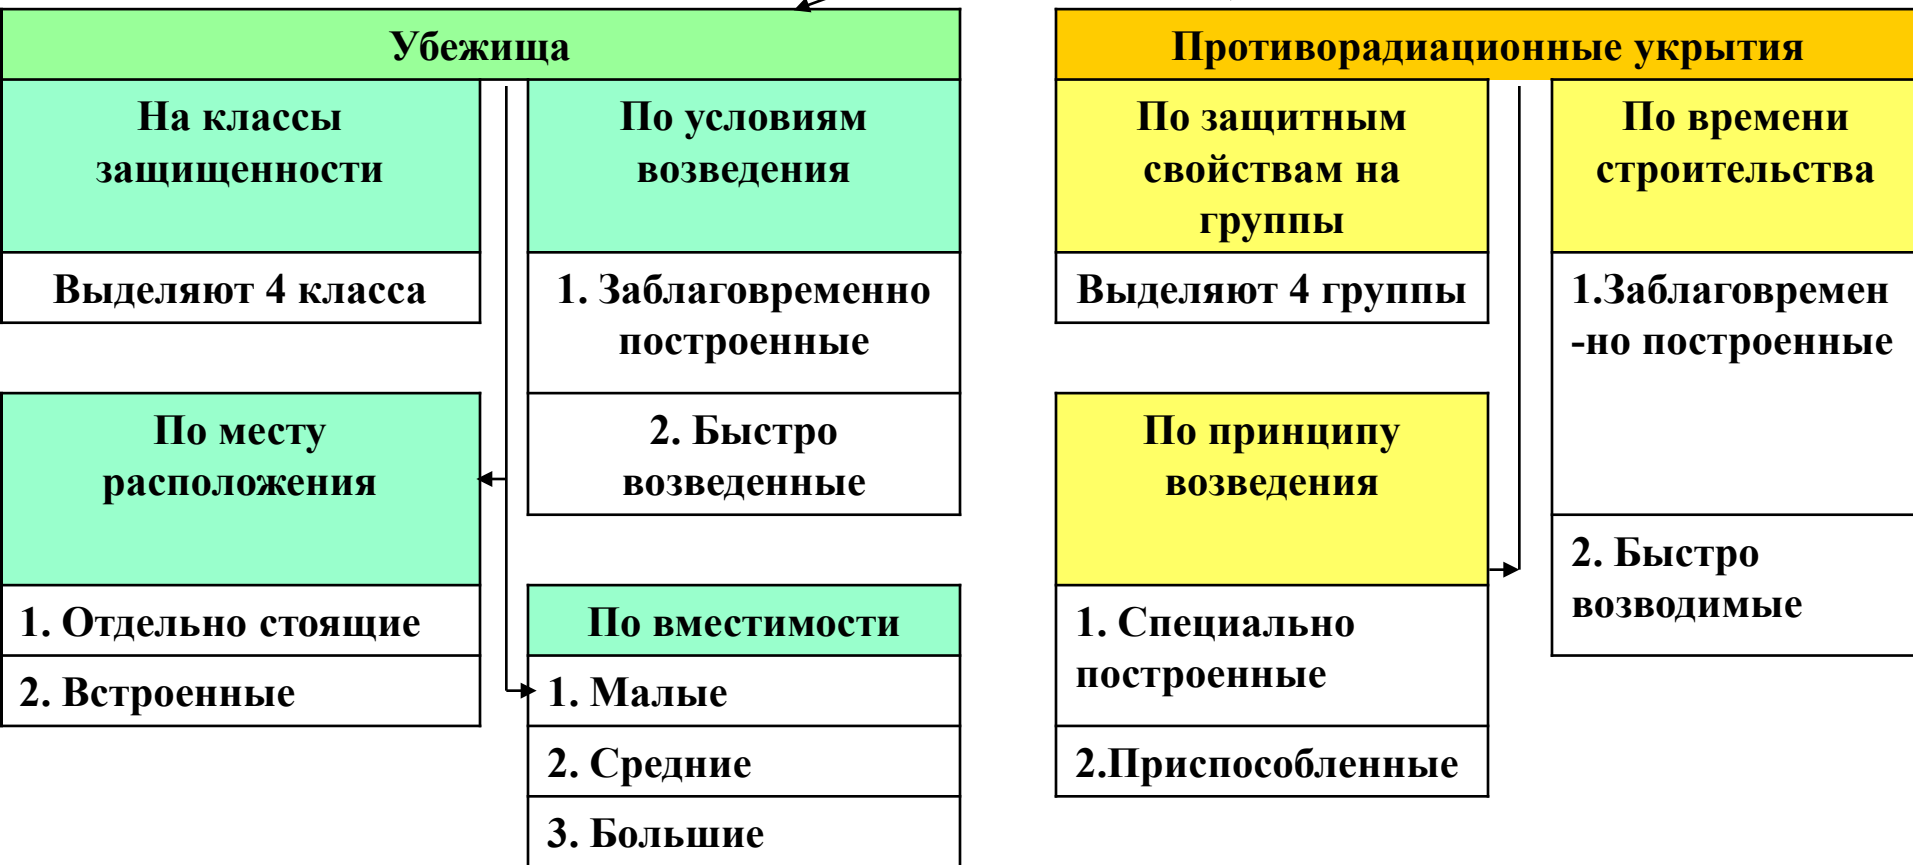 Убежища
На классы
защищенности
По условиям
возведения
Выделяют 4 класса
1. Заблаговременно
построенные
2. Быстро
возведенные
По месту
расположения
1. Отдельно стоящие
2. Встроенные
По вместимости
1. Малые
2. Средние
3. Большие
Противорадиационные укрытия
По защитным
свойствам на
группы
По времени
строительства
Выделяют 4 группы
1.Заблаговремен
-но построенные
2. Быстро
возводимые
По принципу
возведения
1. Специально
построенные
2.Приспособленные